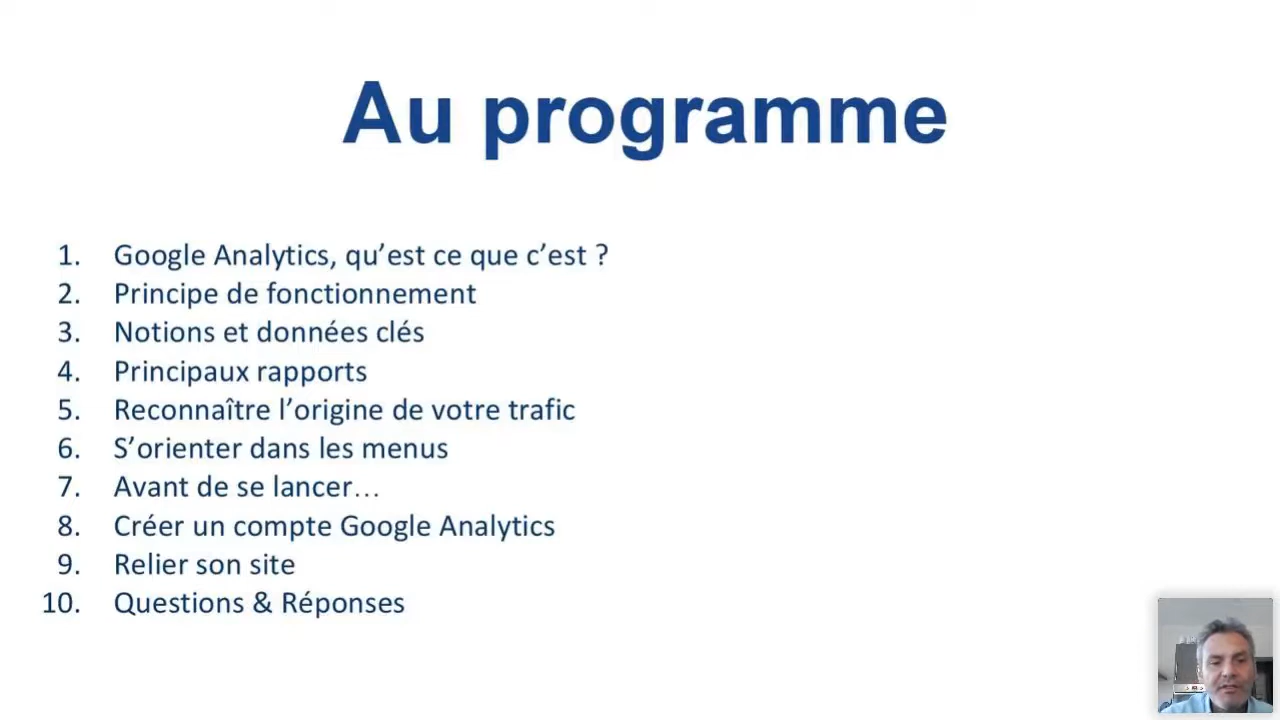 Au programme
1. Google Analytics, qu’est ce que c’est ?
2. Principe de fonctionnement
3. Notions et données clés
4. Principaux rapports
5. Reconnaître l’origine de votre trafic
6. S’orienter dans les menus
7. Avant de se lancer…
8. Créer un compte Google Analytics
9. Relier son site
10. Questions & Réponses